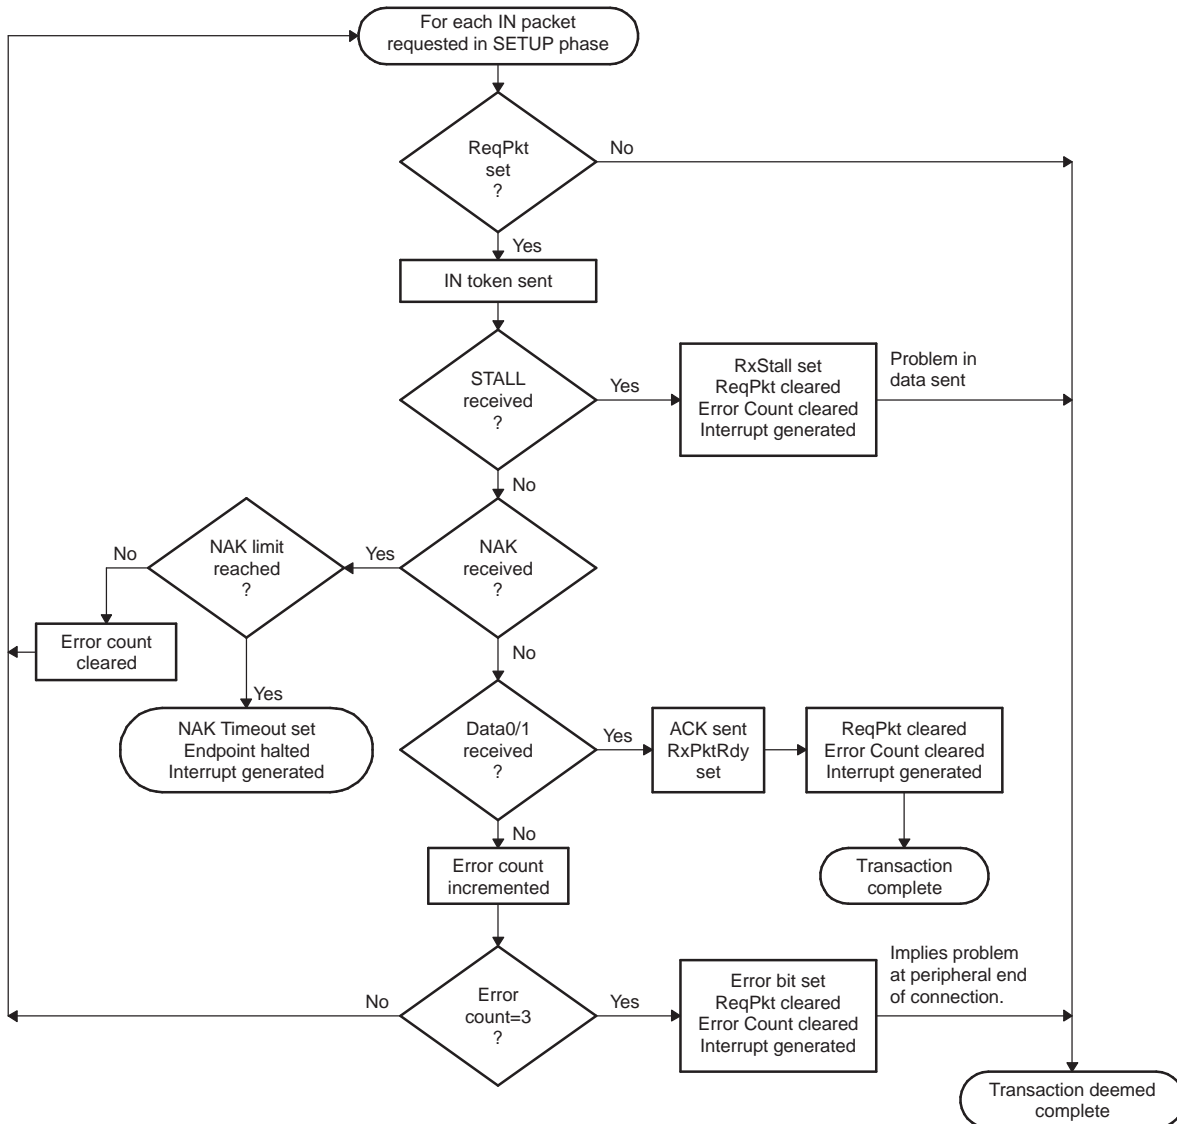 For each IN packet
requested in SETUP phase
ReqPkt
set
?
No
Yes
IN token sent
STALL
received
?
Yes
RxStall set
ReqPkt cleared
Error Count cleared
Interrupt generated
Problem in
data sent
No
NAK limit
reached
?
No
Yes
NAK
received
?
Error count
cleared
Yes
No
NAK Timeout set
Endpoint halted
Interrupt generated
Data0/1
received
?
Yes
ACK sent
RxPktRdy
set
ReqPkt cleared
Error Count cleared
Interrupt generated
No
Transaction
complete
Error count
incremented
Error
count=3
?
No
Yes
Error bit set
ReqPkt cleared
Error Count cleared
Interrupt generated
Implies problem
at peripheral end
of connection.
Transaction deemed
complete